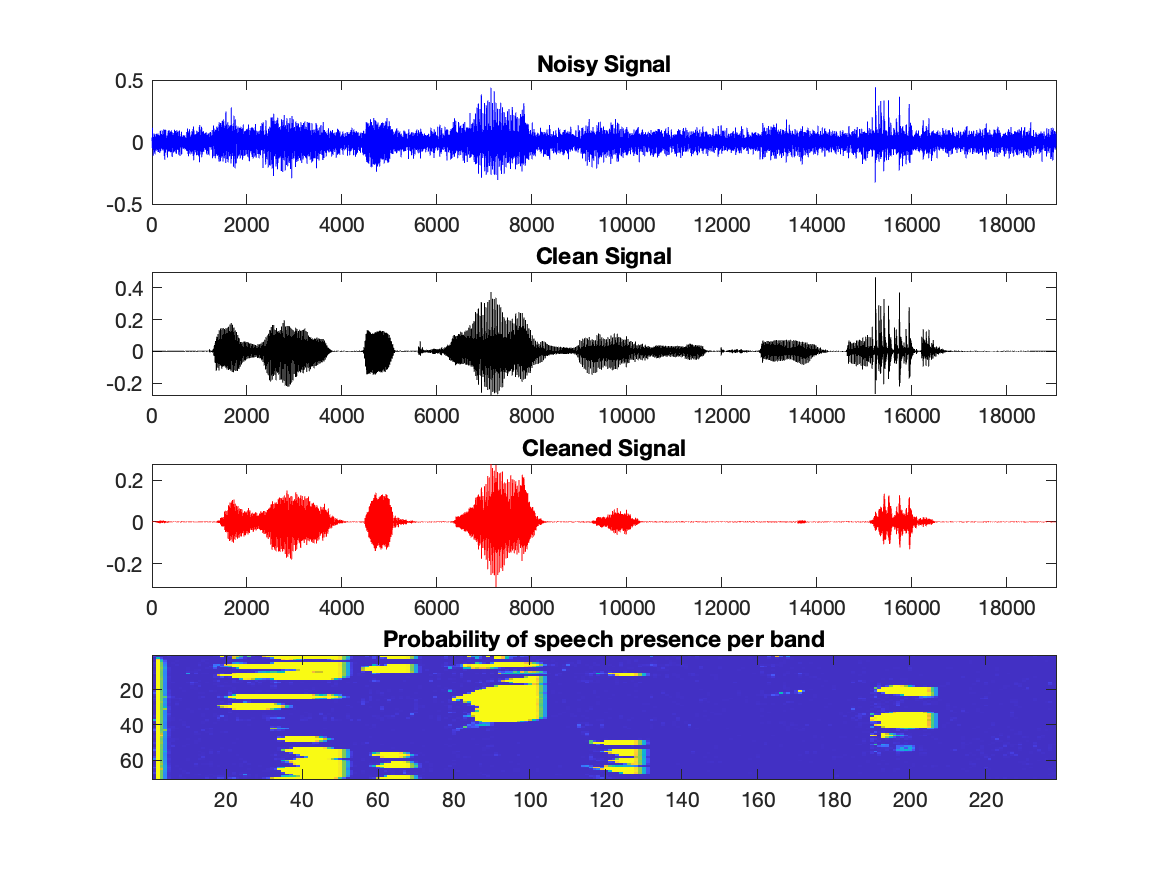 Noisy Signal
0.5
0
-0.5
0 2000 4000 6000 8000 10000 12000 14000 16000 18000
Clean Signal
0.4
0.2
0
-0.2
0 2000 4000 6000 8000 10000 12000 14000 16000 18000
Cleaned Signal
0.2
0
-0.2
0 2000 4000 6000 8000 10000 12000 14000 16000 18000
Probability of speech presence per band
20
40
60
20 40 60 80 100 120 140 160 180 200 220